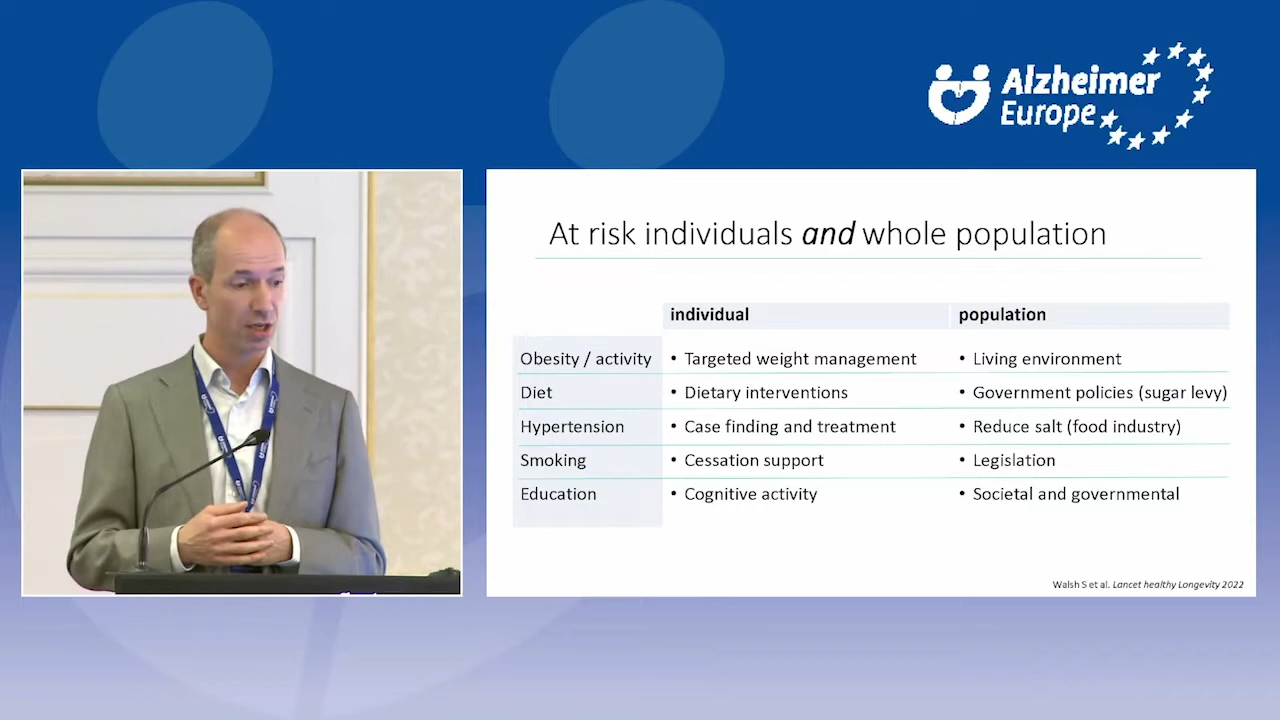 Alzheimer
Europe
At risk individuals and whole population
individual population
Obesity / activity • Targeted weight management • Living environment
Diet • Dietary interventions • Government policies (sugar levy)
Hypertension • Case finding and treatment • Reduce salt (food industry)
Smoking • Cessation support • Legislation
Education • Cognitive activity • Societal and governmental
Walsh S et al. Lancet healthy Longevity 2022